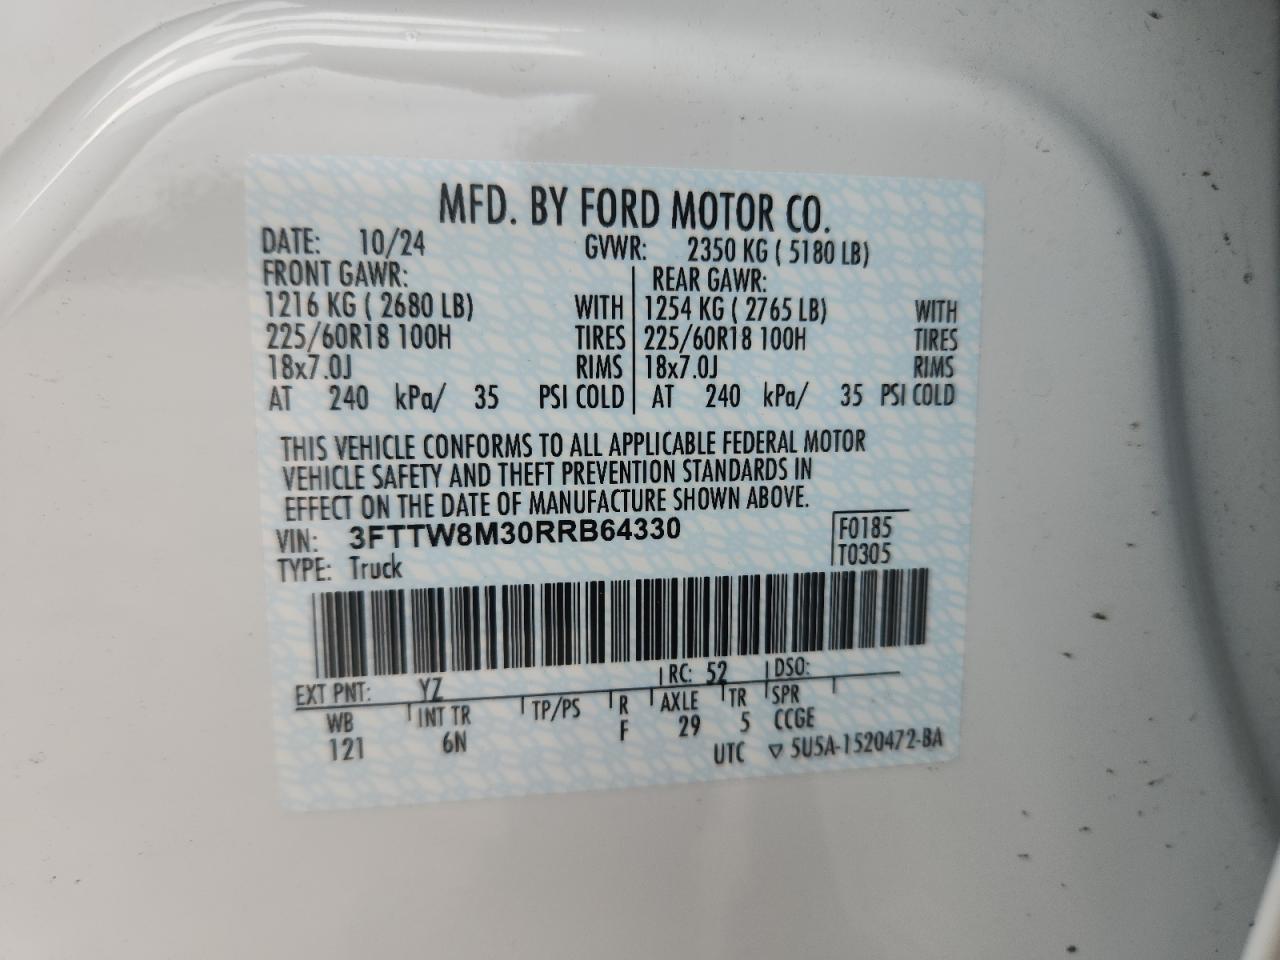 MFD. BY FORD MOTOR CO.
DATE: 10/24 GVWR: 2350 KG ( 5180 LB)
FRONT GAWR: REAR GAWR:
1216 KG ( 2680 LB) WITH 1254 KG ( 2765 LB) WITH
225/60R18 100H TIRES 225/60R18 100H TIRES
18x7.0J RIMS 18x7.0J RIMS
AT 240 kPa/ 35 PSI COLD AT 240 kPa/ 35 PSI COLD
THIS VEHICLE CONFORMS TO ALL APPLICABLE FEDERAL MOTOR
VEHICLE SAFETY AND THEFT PREVENTION STANDARDS IN
EFFECT ON THE DATE OF MANUFACTURE SHOWN ABOVE.
VIN: 3FTTW8M30RRB64330 F0185
TYPE: Truck T0305
EXT PNT: YZ RC: 52 DSO:
WB INT TR TP/PS R AXLE TR SPR
121 6N F 29 5 CCGE
UTC ▽ 5U5A-1520472-BA